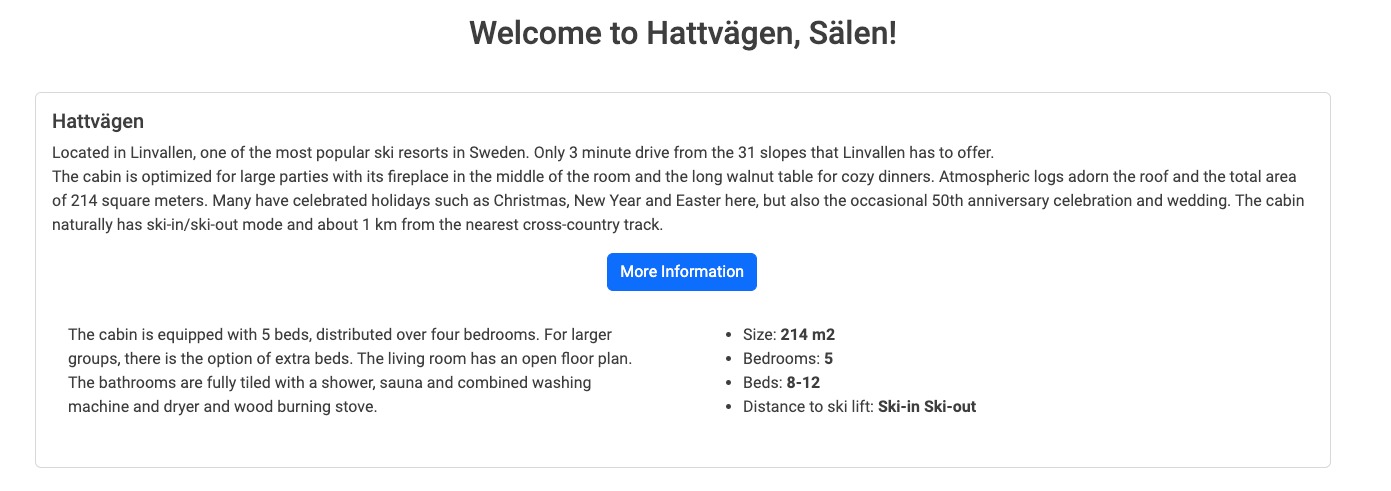 Welcome to Hattvägen, Sälen!
Hattvägen
Located in Linvallen, one of the most popular ski resorts in Sweden. Only 3 minute drive from the 31 slopes that Linvallen has to offer.
The cabin is optimized for large parties with its fireplace in the middle of the room and the long walnut table for cozy dinners. Atmospheric logs adorn the roof and the total area
of 214 square meters. Many have celebrated holidays such as Christmas, New Year and Easter here, but also the occasional 50th anniversary celebration and wedding. The cabin
naturally has ski-in/ski-out mode and about 1 km from the nearest cross-country track.
More Information
The cabin is equipped with 5 beds, distributed over four bedrooms. For larger
groups, there is the option of extra beds. The living room has an open floor plan.
The bathrooms are fully tiled with a shower, sauna and combined washing
machine and dryer and wood burning stove.
• Size: 214 m2
• Bedrooms: 5
• Beds: 8-12
• Distance to ski lift: Ski-in Ski-out